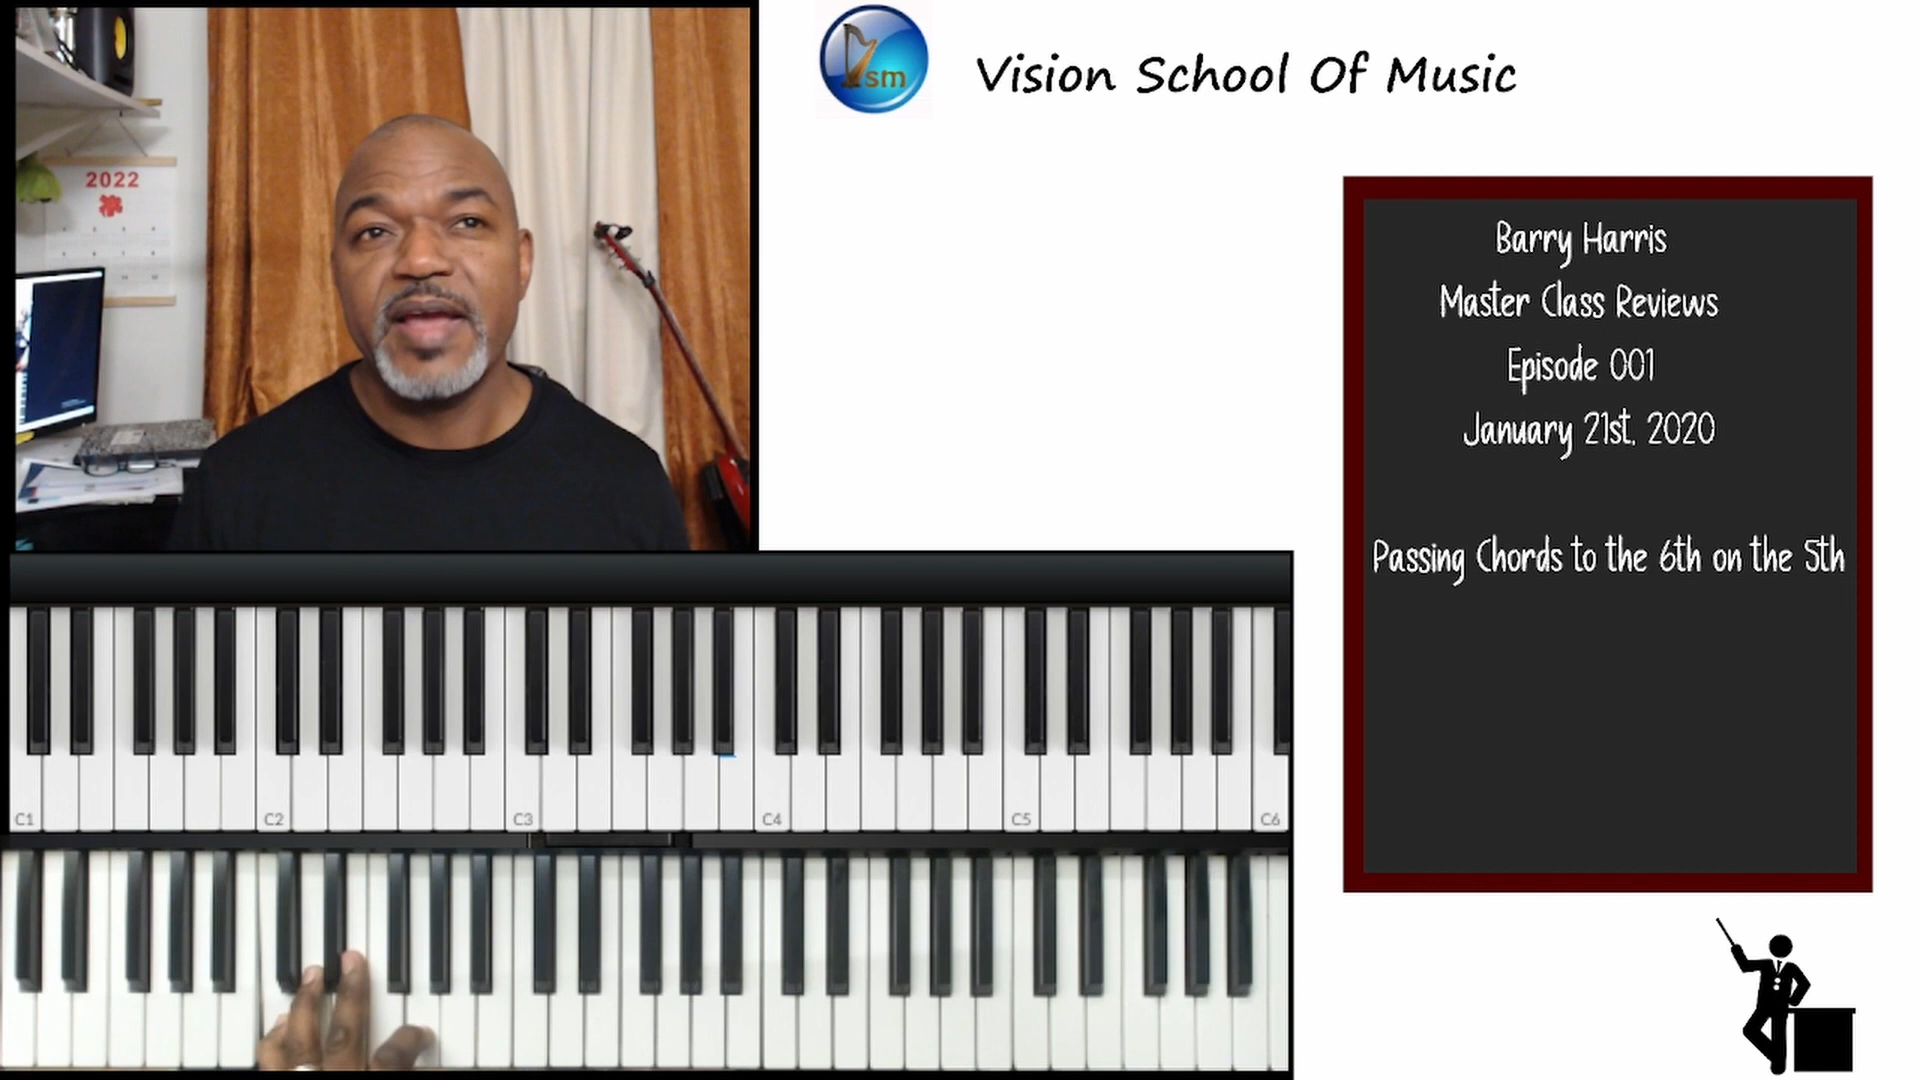 sm
Vision School Of Music
2022
Barry Harris
Master Class Reviews
Episode 001
January 21st, 2020
Passing Chords to the 6th on the 5th
C1
C2
C3
C4
C5
C6